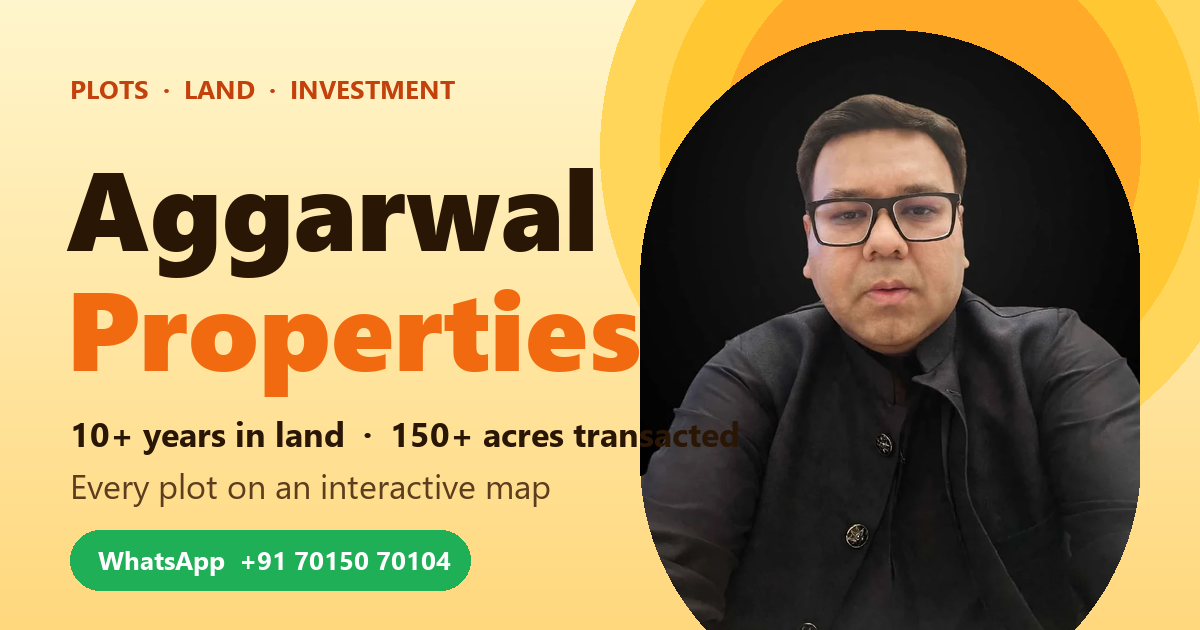 PLOTS · LAND · INVESTMENT
Aggarwal
Properties
10+ years in land · 150+ acres transacted
Every plot on an interactive map
WhatsApp +91 70150 70104